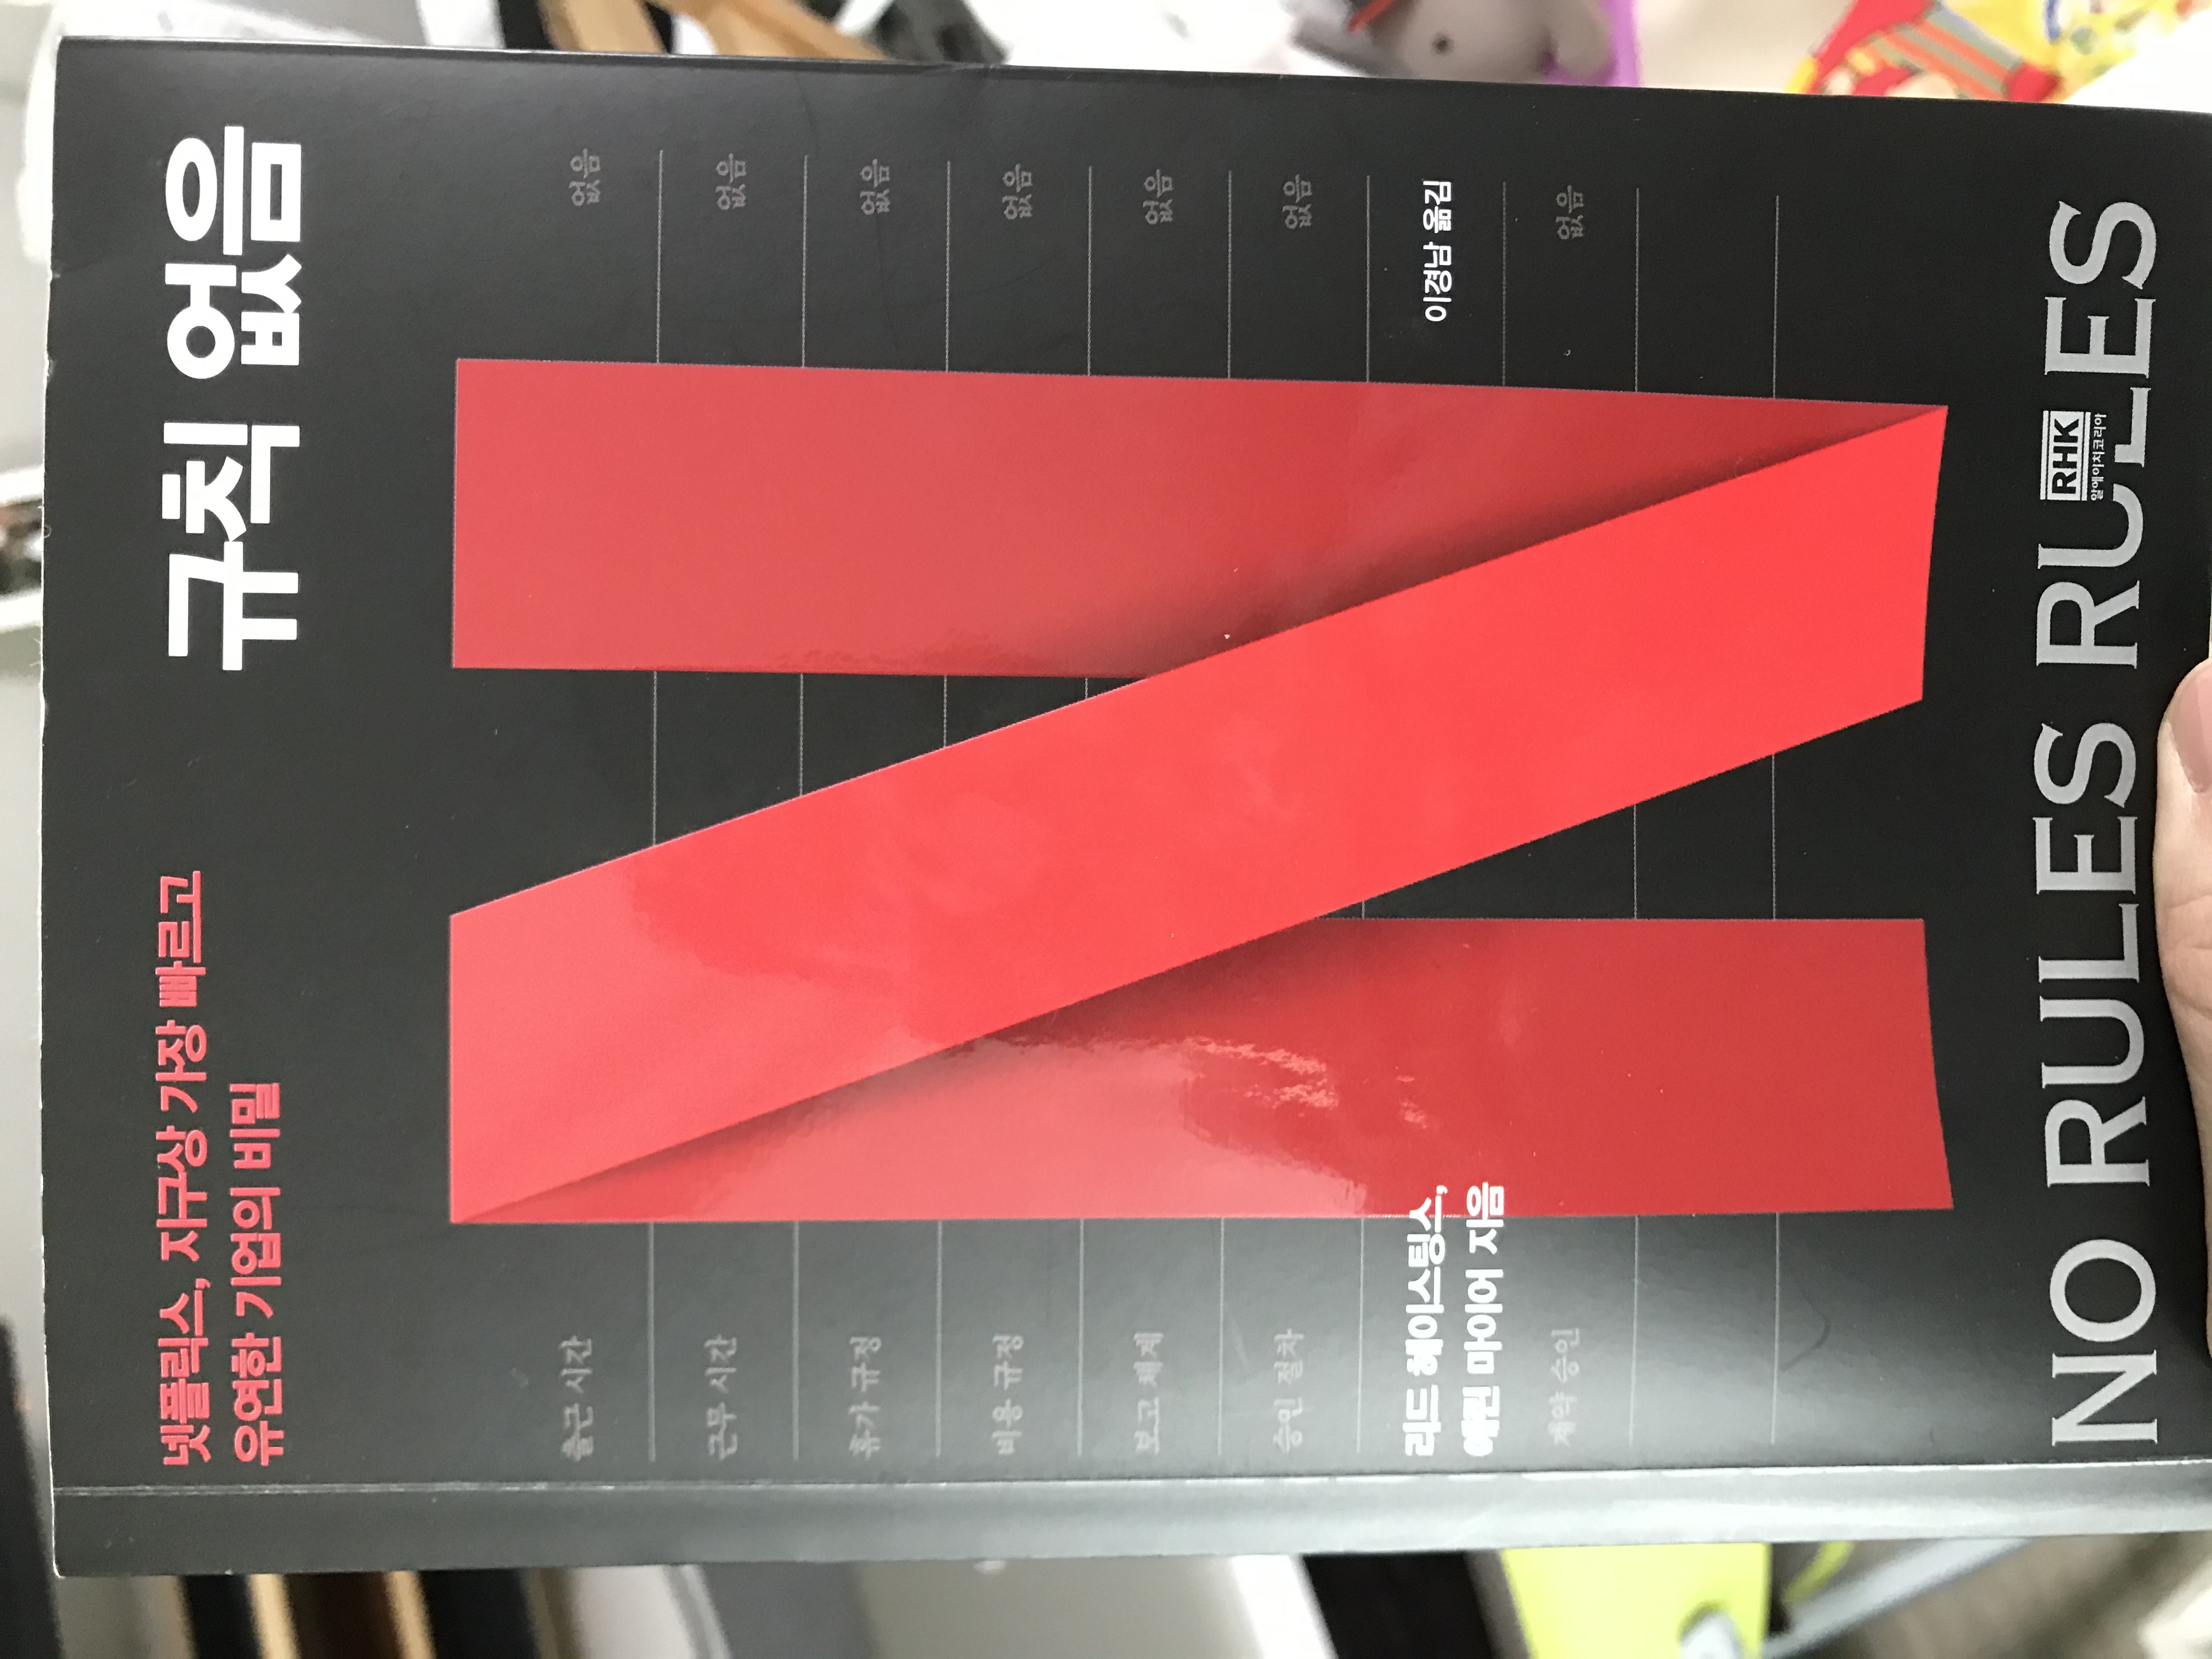 넷플릭스, 지구상 가장 빠르고
유연한 기업의 비밀
규칙 없음
출근 시간 없음
근무 시간 없음
휴가 규정 없음
비용 규정 없음
보고 체계 없음
승인 절차 없음
리드 헤이스팅스,
에린 마이어 지음
이경남 옮김
계약 승인 없음
NO RULES RULES
RHK
알에이치코리아